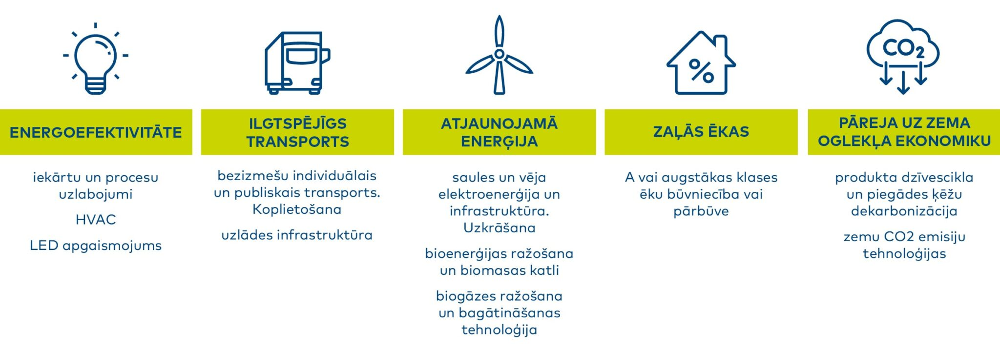 ENERGOEFEKTIVITĀTE
iekārtu un procesu
uzlabojumi
HVAC
LED apgaismojums
ILGTSPĒJĪGS
TRANSPORTS
bezizmešu individuālais
un publiskais transports.
Koplietošana
uzlādes infrastruktūra
ATJAUNOJAMĀ
ENERĢIJA
saules un vēja
elektroenerģija un
infrastruktūra.
Uzkrāšana
bioenerģijas ražošana
un biomasas katli
biogāzes ražošana
un bagātināšanas
tehnoloģija
%
ZAĻĀS ĒKAS
A vai augstākas klases
ēku būvniecība vai
pārbūve
CO2
PĀREJA UZ ZEMA
OGLEKĻA EKONOMIKU
produkta dzīvescikla
un piegādes ķēžu
dekarbonizācija
zemu CO2 emisiju
tehnoloģijas